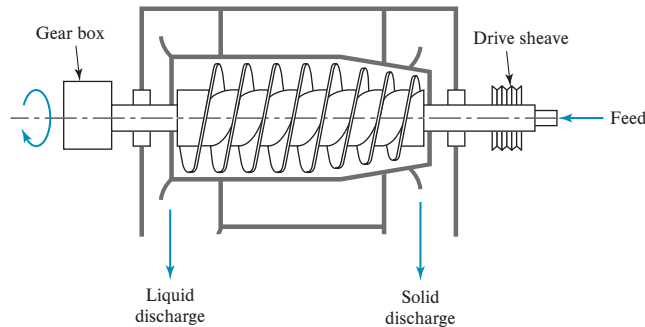 Gear box
Drive sheave
Feed
Liquid
discharge
Solid
discharge